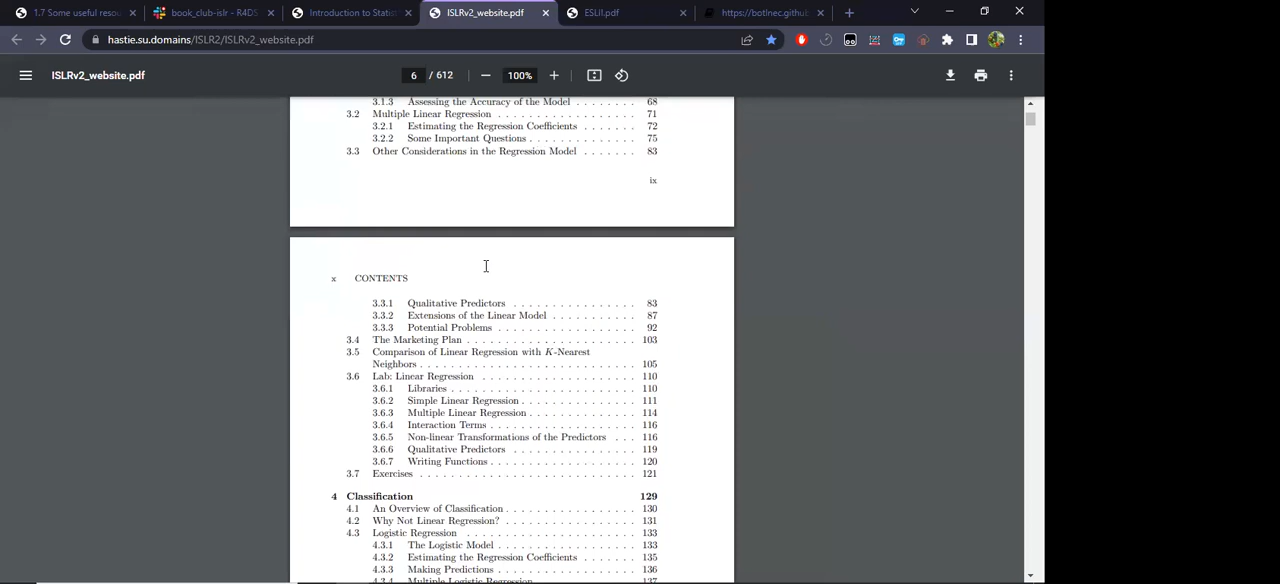 1.7 Some useful resou
book_club-islr - R4DS
Introduction to Statis
ISLRv2_website.pdf
ESLII.pdf
https://botlnec.github
hastie.su.domains/ISLR2/ISLRv2_website.pdf
ISLRv2_website.pdf
6 / 612
100%
3.1.3 Assessing the Accuracy of the Model . . . . . . . . 68
3.2 Multiple Linear Regression . . . . . . . . . . . . . . . . 71
3.2.1 Estimating the Regression Coefficients . . . . . . 72
3.2.2 Some Important Questions . . . . . . . . . . . . . 75
3.3 Other Considerations in the Regression Model . . . . . . 83
ix
x CONTENTS
3.3.1 Qualitative Predictors . . . . . . . . . . . . . . 83
3.3.2 Extensions of the Linear Model . . . . . . . . . . 87
3.3.3 Potential Problems . . . . . . . . . . . . . . . . 92
3.4 The Marketing Plan . . . . . . . . . . . . . . . . . . . 103
3.5 Comparison of Linear Regression with K-Nearest
Neighbors . . . . . . . . . . . . . . . . . . . . . . . . 105
3.6 Lab: Linear Regression . . . . . . . . . . . . . . . . . 110
3.6.1 Libraries . . . . . . . . . . . . . . . . . . . . 110
3.6.2 Simple Linear Regression . . . . . . . . . . . . . 111
3.6.3 Multiple Linear Regression . . . . . . . . . . . . 114
3.6.4 Interaction Terms . . . . . . . . . . . . . . . . 116
3.6.5 Non-linear Transformations of the Predictors . . . 116
3.6.6 Qualitative Predictors . . . . . . . . . . . . . . 119
3.6.7 Writing Functions . . . . . . . . . . . . . . . . 120
3.7 Exercises . . . . . . . . . . . . . . . . . . . . . . . 121
4 Classification 129
4.1 An Overview of Classification . . . . . . . . . . . . . 130
4.2 Why Not Linear Regression? . . . . . . . . . . . . . . . 131
4.3 Logistic Regression . . . . . . . . . . . . . . . . . . 133
4.3.1 The Logistic Model . . . . . . . . . . . . . . . . 133
4.3.2 Estimating the Regression Coefficients . . . . . . 135
4.3.3 Making Predictions . . . . . . . . . . . . . . . . 136
4.3.4 Multiple Logistic Regression . . . . . . . . . . . 137